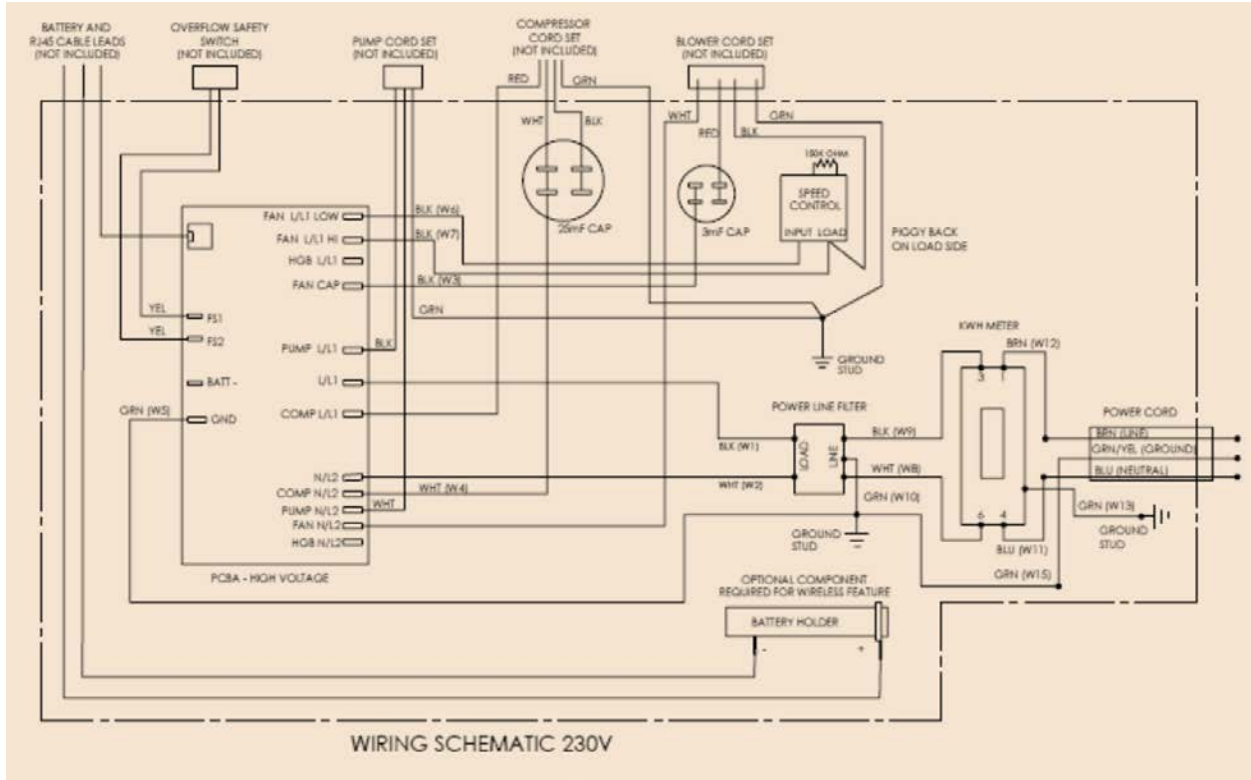 BATTERY AND
RJ45 CABLE LEADS
(NOT INCLUDED)
OVERFLOW SAFETY
SWITCH
(NOT INCLUDED)
PUMP CORD SET
(NOT INCLUDED)
COMPRESSOR
CORD SET
(NOT INCLUDED)
BLOWER CORD SET
(NOT INCLUDED)
RED
GRN
WHT
BLK
WHT
RED
BLK
GRN
150K OHM
SPEED
CONTROL
INPUT LOAD
25mF CAP
3mF CAP
PIGGY BACK
ON LOAD SIDE
FAN L/L1 LOW
BLK (W6)
FAN L/L1 HI
BLK (W7)
HGB L/L1
FAN CAP
BLK (W3)
GRN
YEL
FS1
YEL
FS2
PUMP L/L1
BLK
BATT -
L/L1
GRN (W5)
GND
COMP L/L1
GROUND
STUD
KWH METER
BRN (W12)
3
1
POWER LINE FILTER
BLK (W1)
LOAD
LINE
BLK (W9)
POWER CORD
BRN (LINE)
GRN/YEL (GROUND)
BLU (NEUTRAL)
N/L2
WHT (W2)
WHT (W8)
COMP N/L2
WHT (W4)
GRN (W10)
GRN (W13)
PUMP N/L2
WHT
FAN N/L2
6
4
HGB N/L2
GROUND
STUD
GROUND
STUD
BLU (W11)
GRN (W15)
PCBA - HIGH VOLTAGE
OPTIONAL COMPONENT
REQUIRED FOR WIRELESS FEATURE
BATTERY HOLDER
-
+
WIRING SCHEMATIC 230V